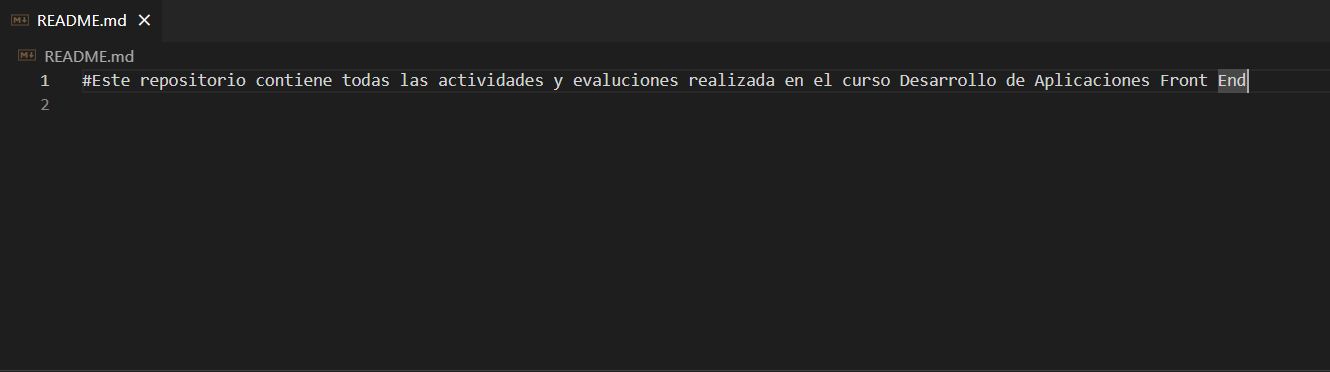 README.md
README.md
1 #Este repositorio contiene todas las actividades y evaluciones realizada en el curso Desarrollo de Aplicaciones Front End
2